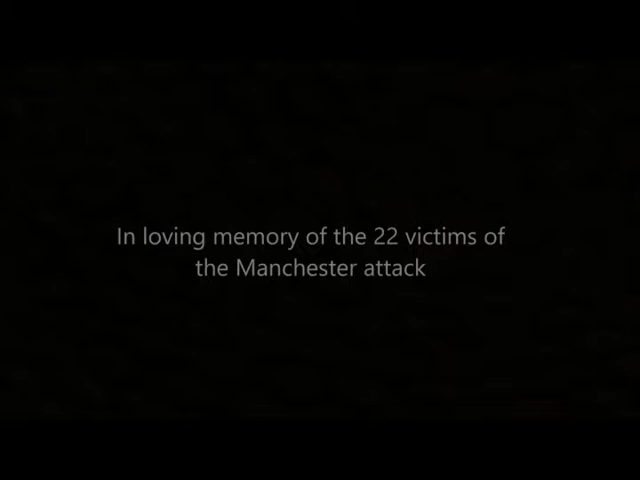 In loving memory of the 22 victims of
the Manchester attack